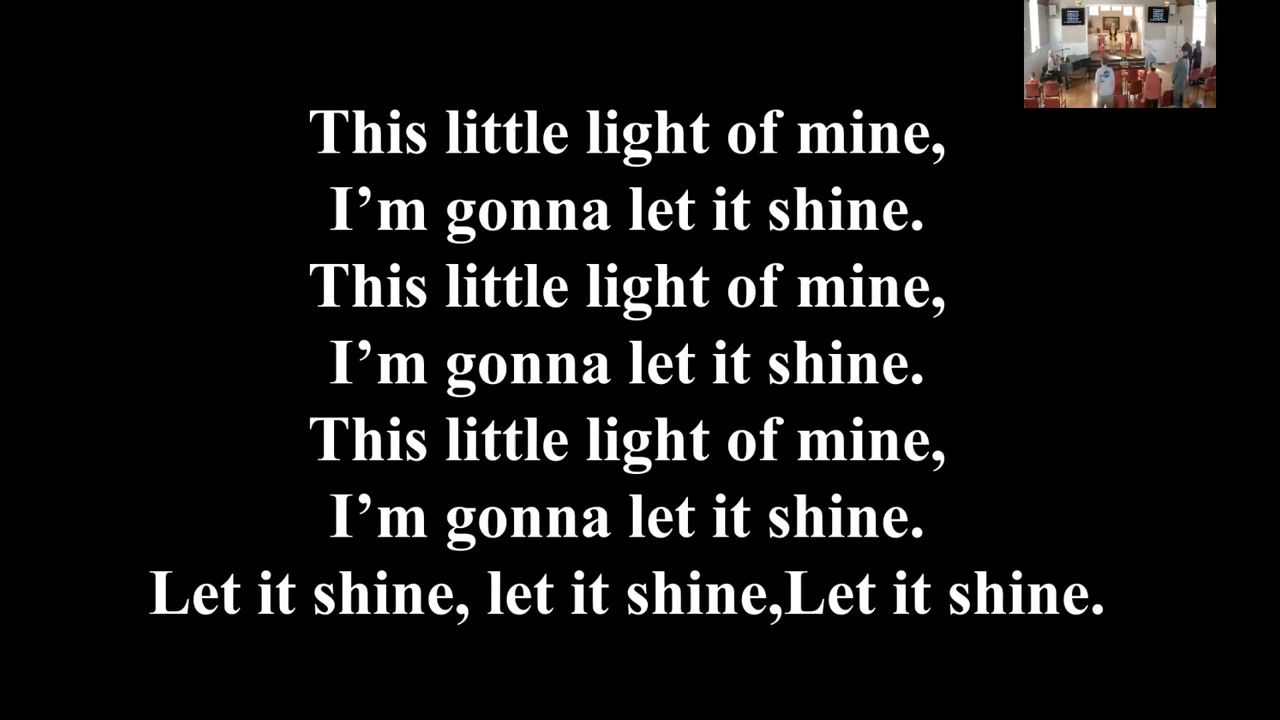 This little light of mine,
I’m gonna let it shine.
This little light of mine,
I’m gonna let it shine.
This little light of mine,
I’m gonna let it shine.
Let it shine, let it shine,Let it shine.